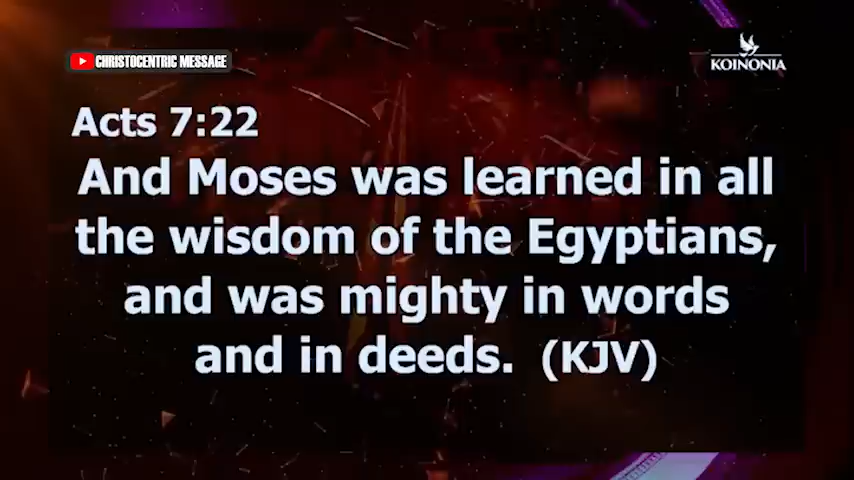 CHRISTOCENTRIC MESSAGE
KOINONIA
Acts 7:22
And Moses was learned in all
the wisdom of the Egyptians,
and was mighty in words
and in deeds. (KJV)